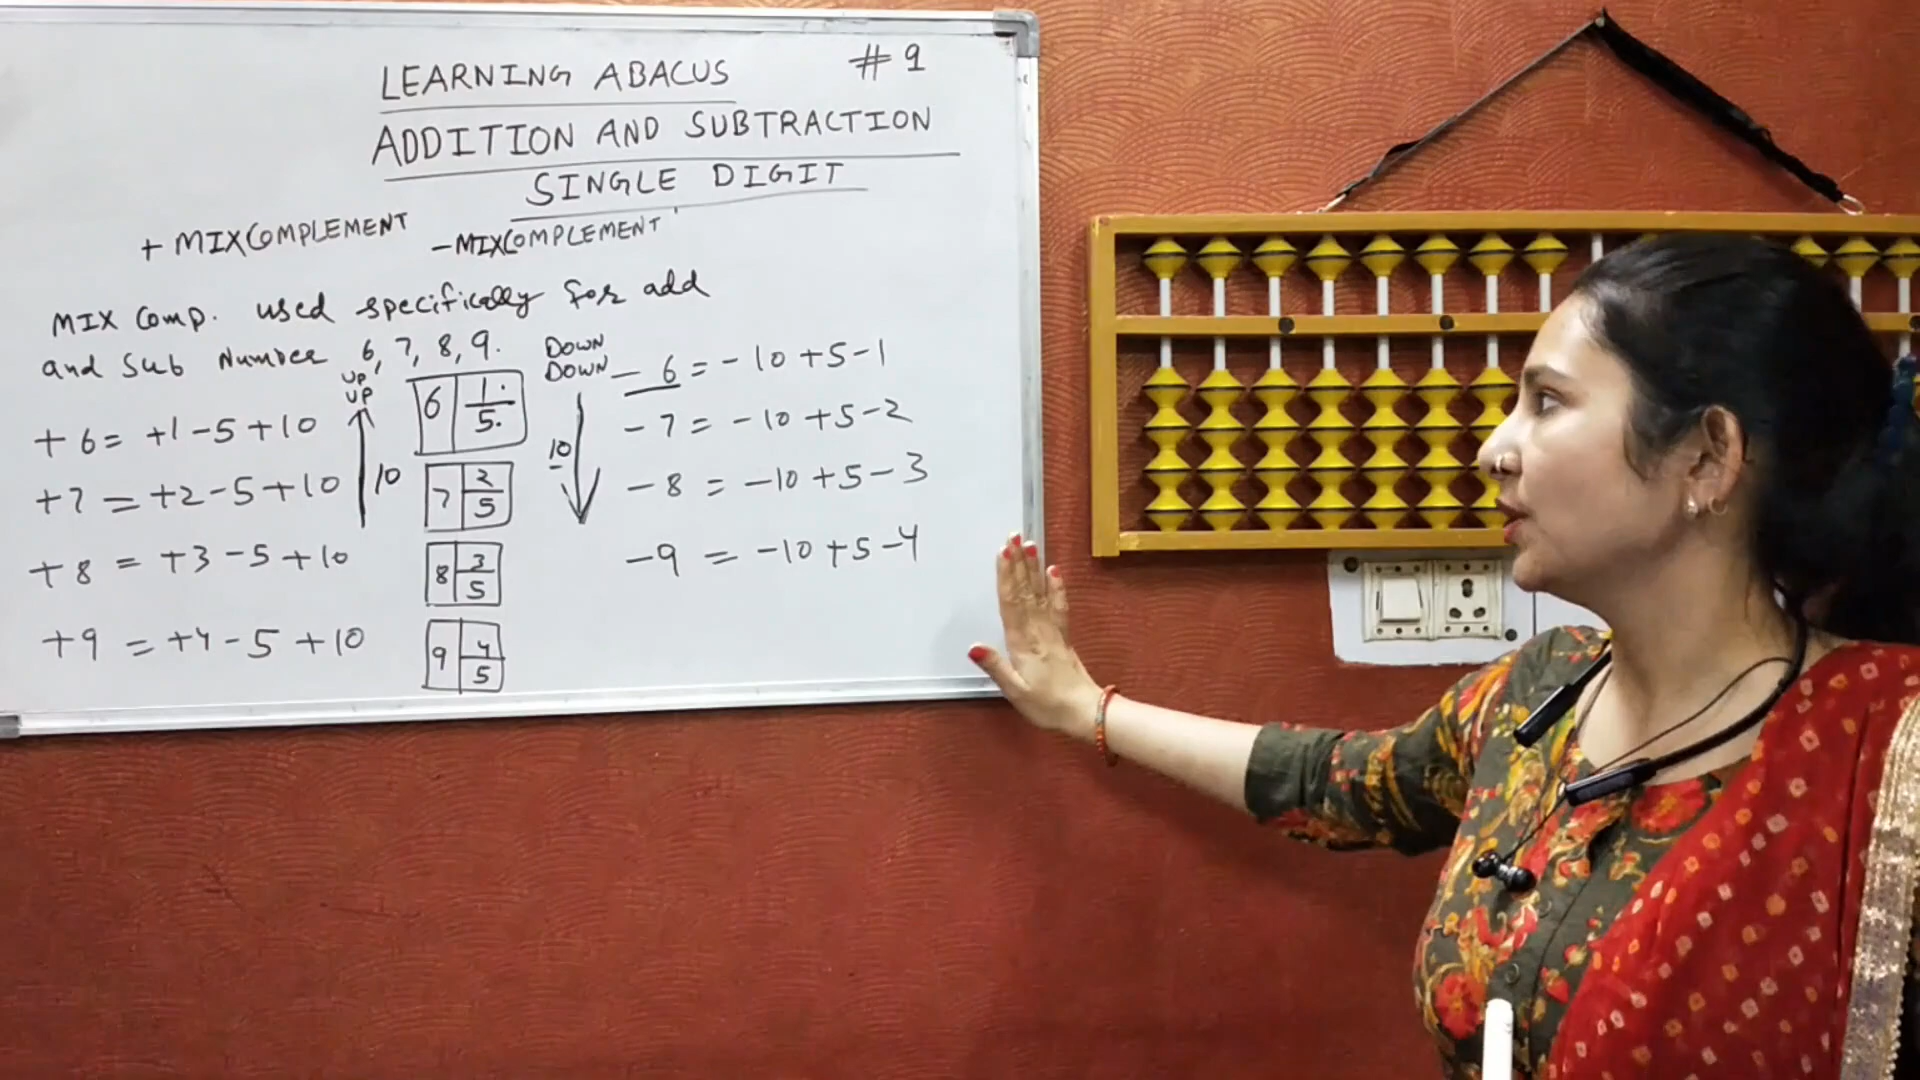 LEARNING ABACUS # 9
ADDITION AND SUBTRACTION
SINGLE DIGIT
+ MIXCOMPLEMENT - MIXCOMPLEMENT
MIX Comp. used specifically for add
and Sub Number 6, 7, 8, 9.
UP
UP
DOWN
DOWN
+ 6 = +1 - 5 + 10
+ 7 = +2 - 5 + 10
+ 8 = +3 - 5 + 10
+ 9 = +4 - 5 + 10
10
6 1 5
7 2 5
8 3 5
9 4 5
10
- 6 = - 10 + 5 - 1
- 7 = - 10 + 5 - 2
- 8 = - 10 + 5 - 3
- 9 = - 10 + 5 - 4